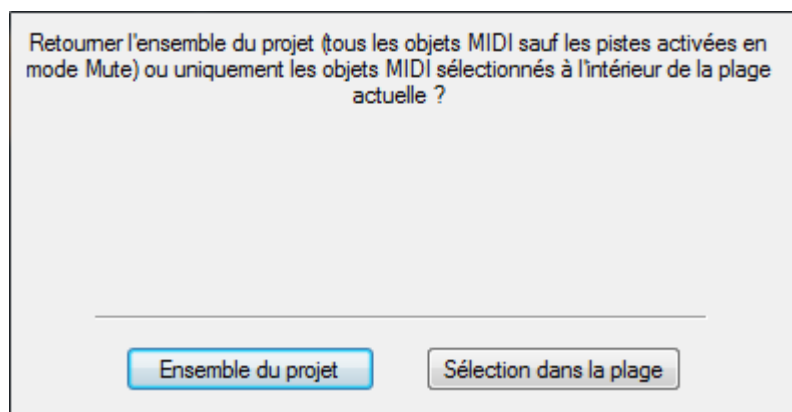 Retourner l'ensemble du projet (tous les objets MIDI sauf les pistes activées en
mode Mute) ou uniquement les objets MIDI sélectionnés à l'intérieur de la plage
actuelle ?
Ensemble du projet
Sélection dans la plage